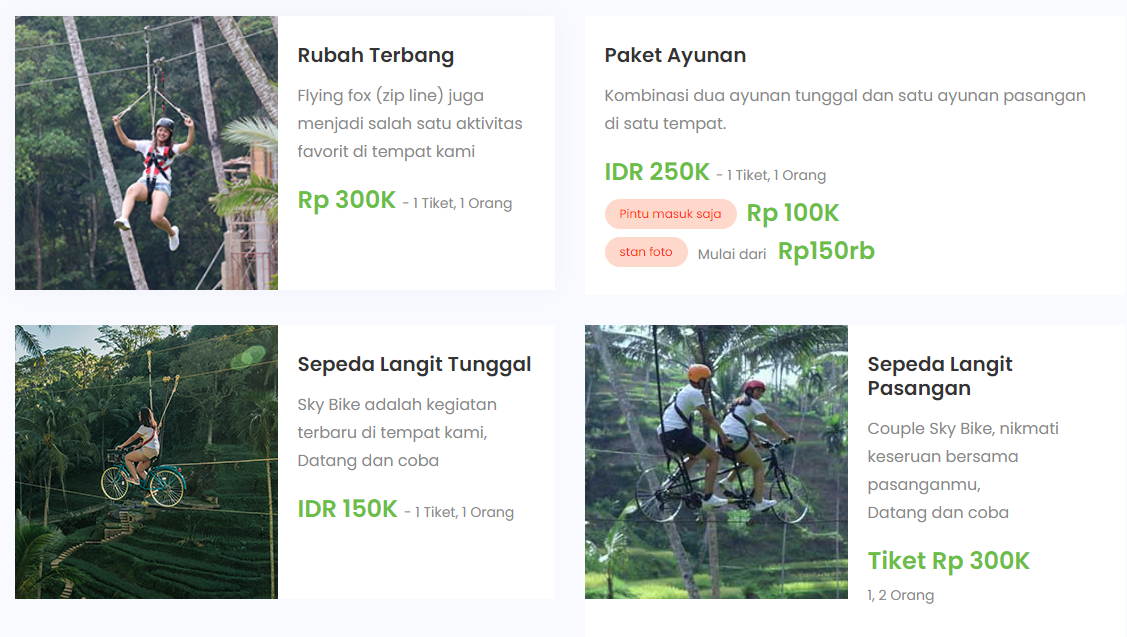 Rubah Terbang
Flying fox (zip line) juga
menjadi salah satu aktivitas
favorit di tempat kami
Rp 300K - 1 Tiket, 1 Orang
Paket Ayunan
Kombinasi dua ayunan tunggal dan satu ayunan pasangan
di satu tempat.
IDR 250K - 1 Tiket, 1 Orang
Pintu masuk saja Rp 100K
stan foto Mulai dari Rp150rb
Sepeda Langit Tunggal
Sky Bike adalah kegiatan
terbaru di tempat kami,
Datang dan coba
IDR 150K - 1 Tiket, 1 Orang
Sepeda Langit
Pasangan
Couple Sky Bike, nikmati
keseruan bersama
pasanganmu,
Datang dan coba
Tiket Rp 300K
1, 2 Orang